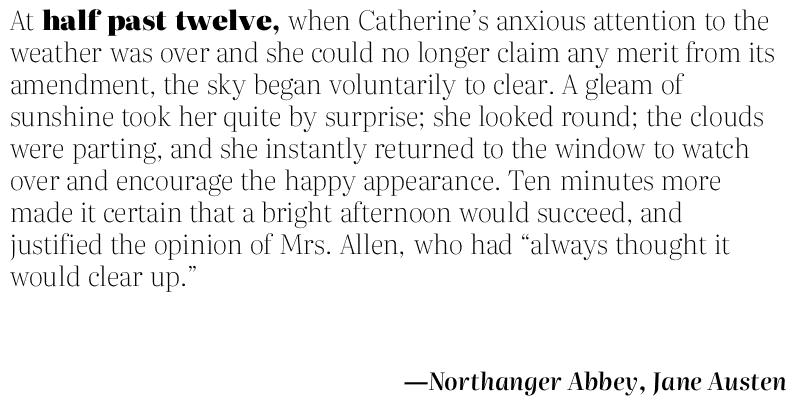 At half past twelve, when Catherine’s anxious attention to the
weather was over and she could no longer claim any merit from its
amendment, the sky began voluntarily to clear. A gleam of
sunshine took her quite by surprise; she looked round; the clouds
were parting, and she instantly returned to the window to watch
over and encourage the happy appearance. Ten minutes more
made it certain that a bright afternoon would succeed, and
justified the opinion of Mrs. Allen, who had “always thought it
would clear up.”
—Northanger Abbey, Jane Austen